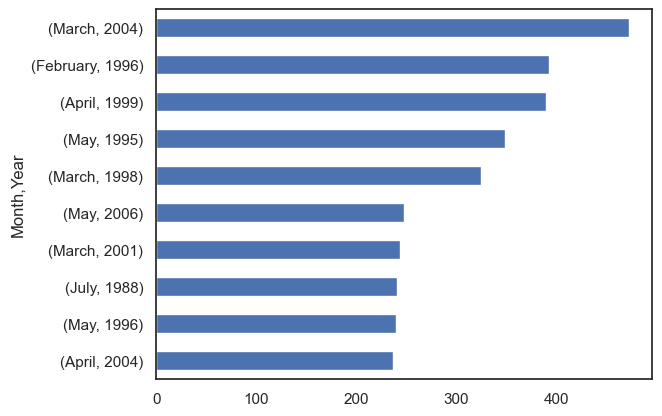 Month,Year
(March, 2004)
(February, 1996)
(April, 1999)
(May, 1995)
(March, 1998)
(May, 2006)
(March, 2001)
(July, 1988)
(May, 1996)
(April, 2004)
0 100 200 300 400